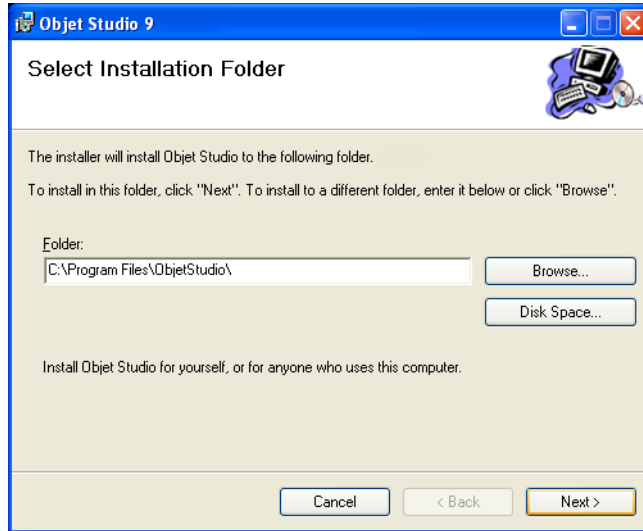 Objet Studio 9
Select Installation Folder
The installer will install Objet Studio to the following folder.
To install in this folder, click "Next". To install to a different folder, enter it below or click "Browse".
Folder:
C:\Program Files\ObjetStudio\
Browse...
Disk Space...
Install Objet Studio for yourself, or for anyone who uses this computer.
Cancel
< Back
Next >